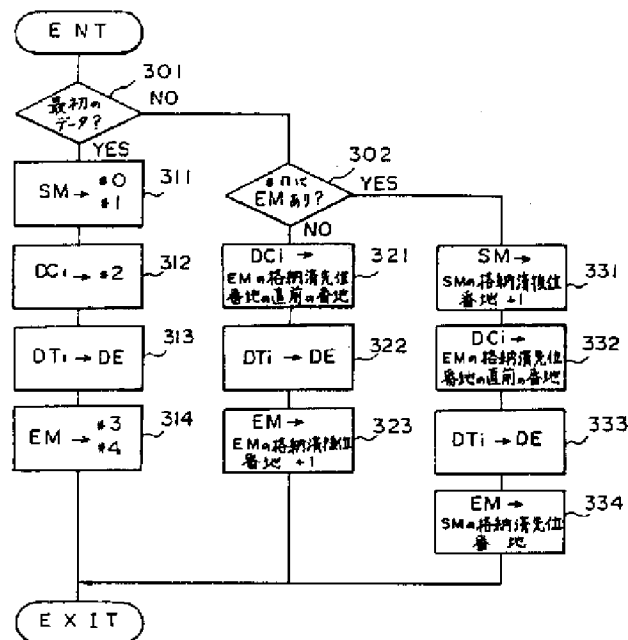 ENT
301
最初の
データ?
NO
YES
302
#nに
EMあり?
YES
NO
SM→ #0
#1
311
DCi→ #2
312
DTi→DE
313
EM→ #3
#4
314
DCi→
EMの格納済先位
番地の直前の番地
321
DTi→DE
322
EM→
EMの格納済後位
番地+1
323
SM→
SMの格納済後位
番地+1
331
DCi→
EMの格納済先位
番地の直前の番地
332
DTi→DE
333
EM→
SMの格納済先位
番地
334
EXIT